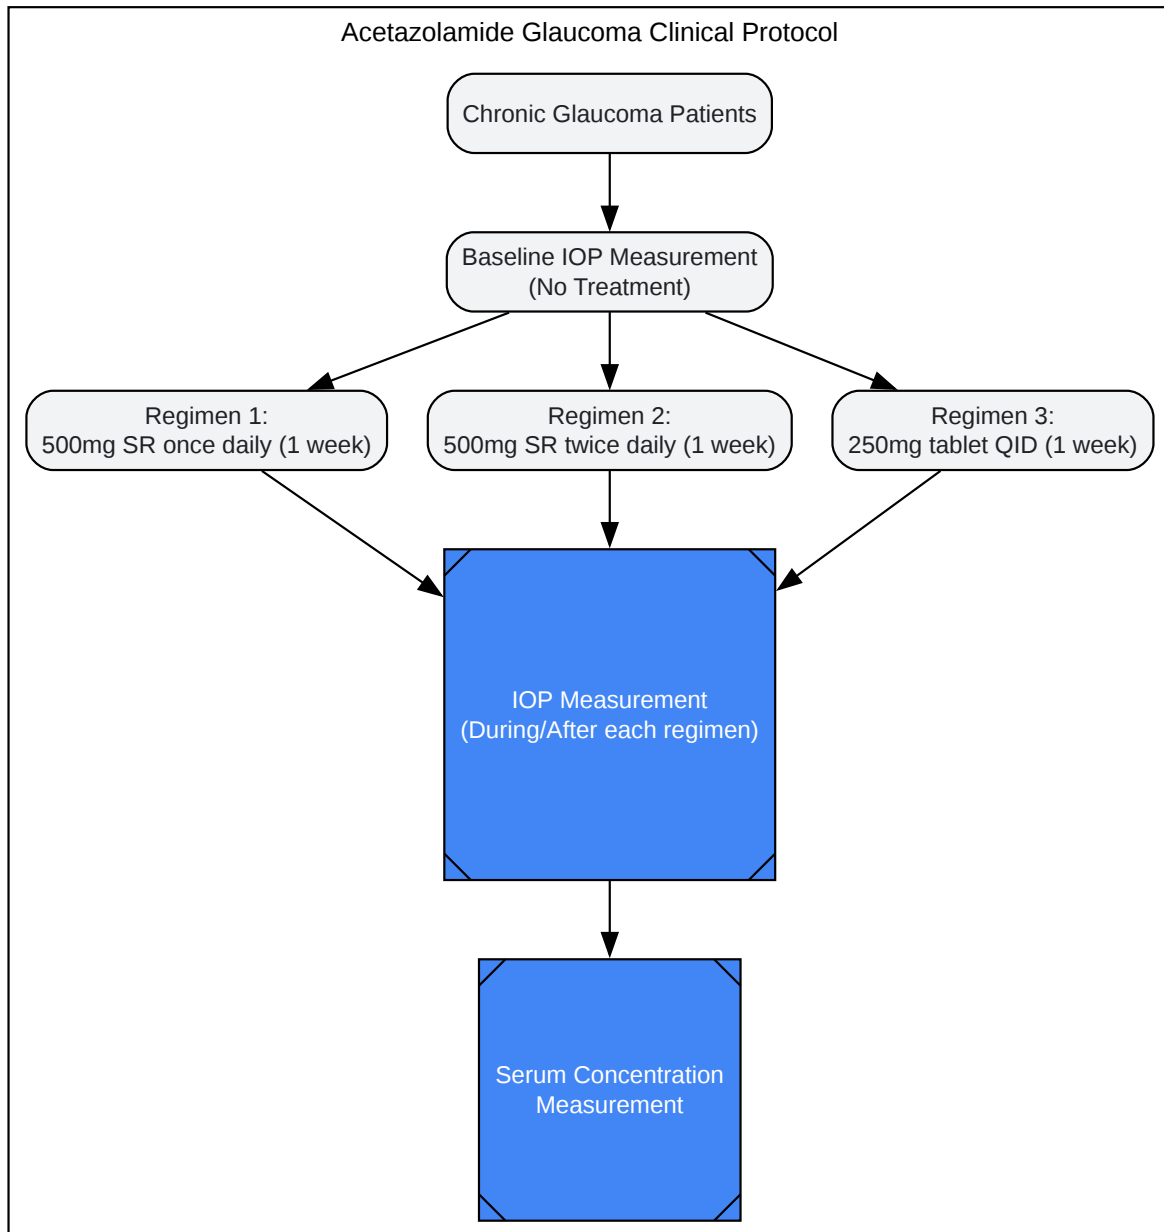 Acetazolamide Glaucoma Clinical Protocol
Chronic Glaucoma Patients
Baseline IOP Measurement
(No Treatment)
Regimen 1:
500mg SR once daily (1 week)
Regimen 2:
500mg SR twice daily (1 week)
Regimen 3:
250mg tablet QID (1 week)
IOP Measurement
(During/After each regimen)
Serum Concentration
Measurement